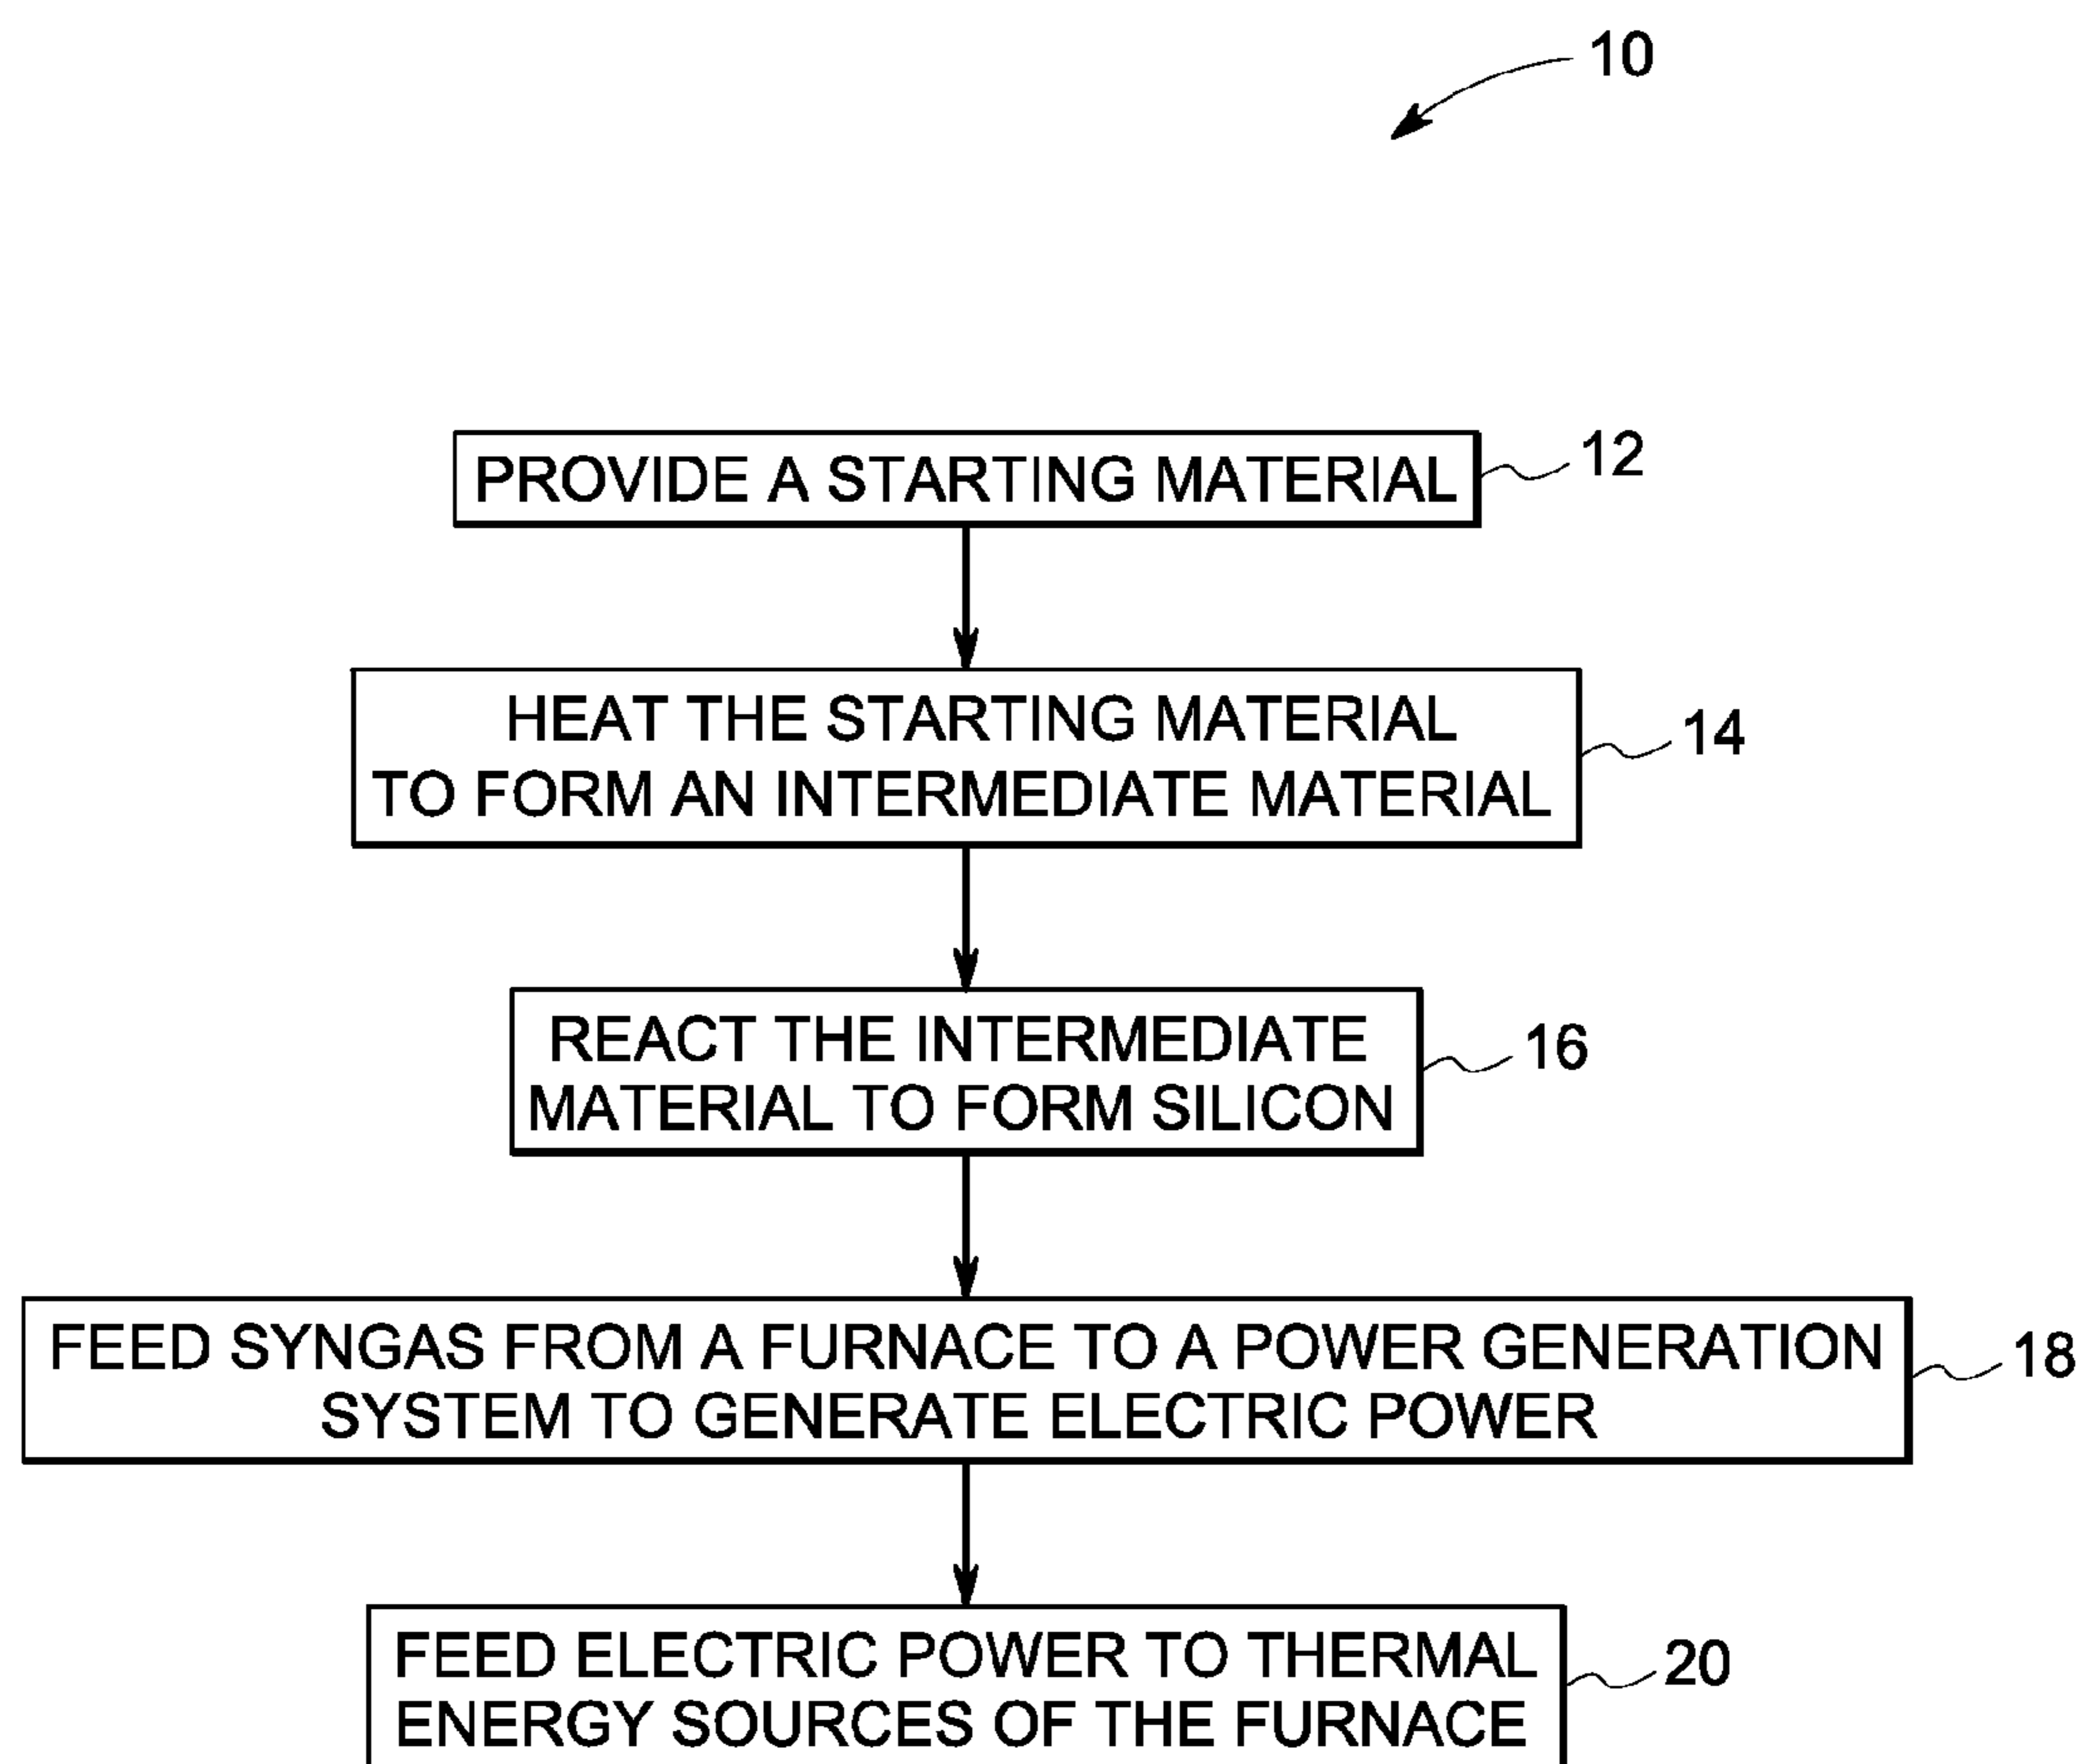 10
PROVIDE A STARTING MATERIAL
12
HEAT THE STARTING MATERIAL
TO FORM AN INTERMEDIATE MATERIAL
14
REACT THE INTERMEDIATE
MATERIAL TO FORM SILICON
16
FEED SYNGAS FROM A FURNACE TO A POWER GENERATION
SYSTEM TO GENERATE ELECTRIC POWER
18
FEED ELECTRIC POWER TO THERMAL
ENERGY SOURCES OF THE FURNACE
20